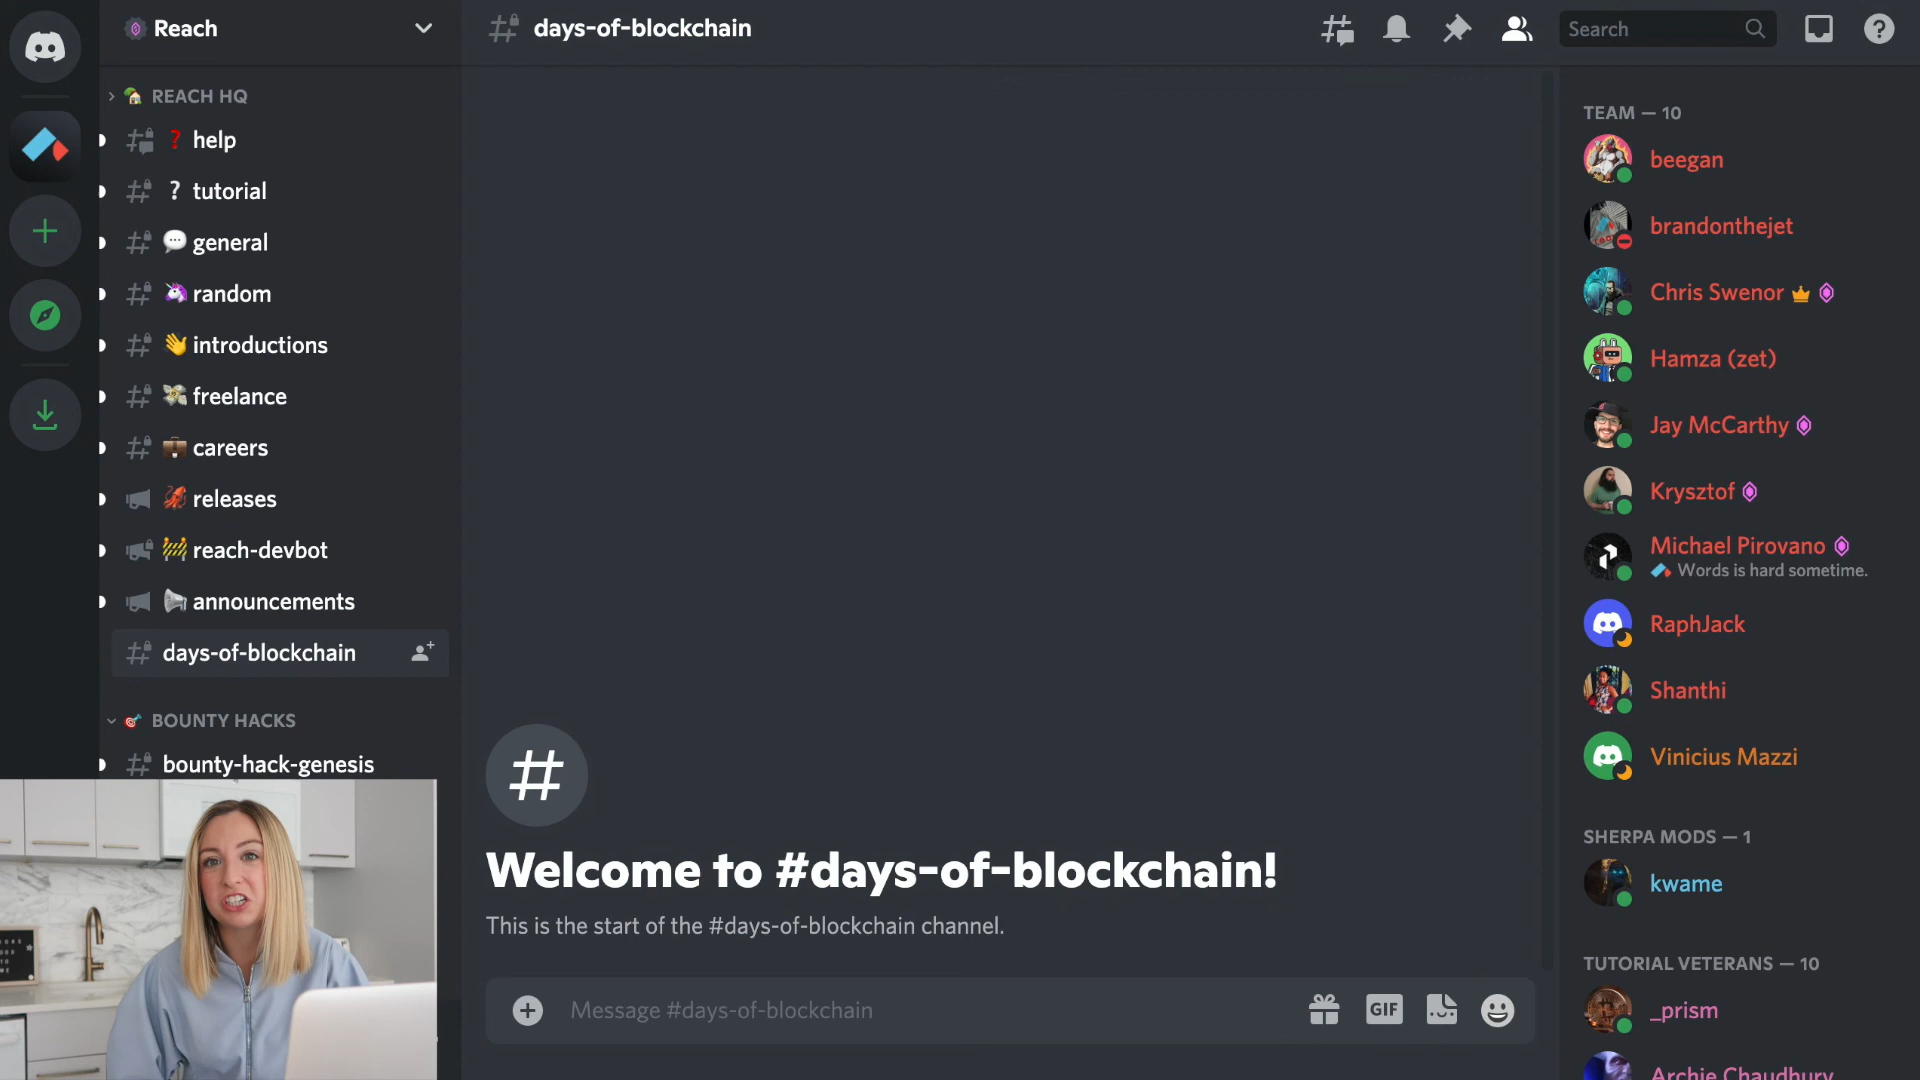 Reach
days-of-blockchain
Search
REACH HQ
help
tutorial
general
random
introductions
freelance
careers
releases
reach-devbot
announcements
days-of-blockchain
BOUNTY HACKS
bounty-hack-genesis
Welcome to #days-of-blockchain!
This is the start of the #days-of-blockchain channel.
Message #days-of-blockchain
GIF
TEAM — 10
beegan
brandonthejet
Chris Swenor
Hamza (zet)
Jay McCarthy
Krysztof
Michael Pirovano
Words is hard sometime.
RaphJack
Shanthi
Vinicius Mazzi
SHERPA MODS — 1
kwame
TUTORIAL VETERANS — 10
_prism
Archie Chaudhury